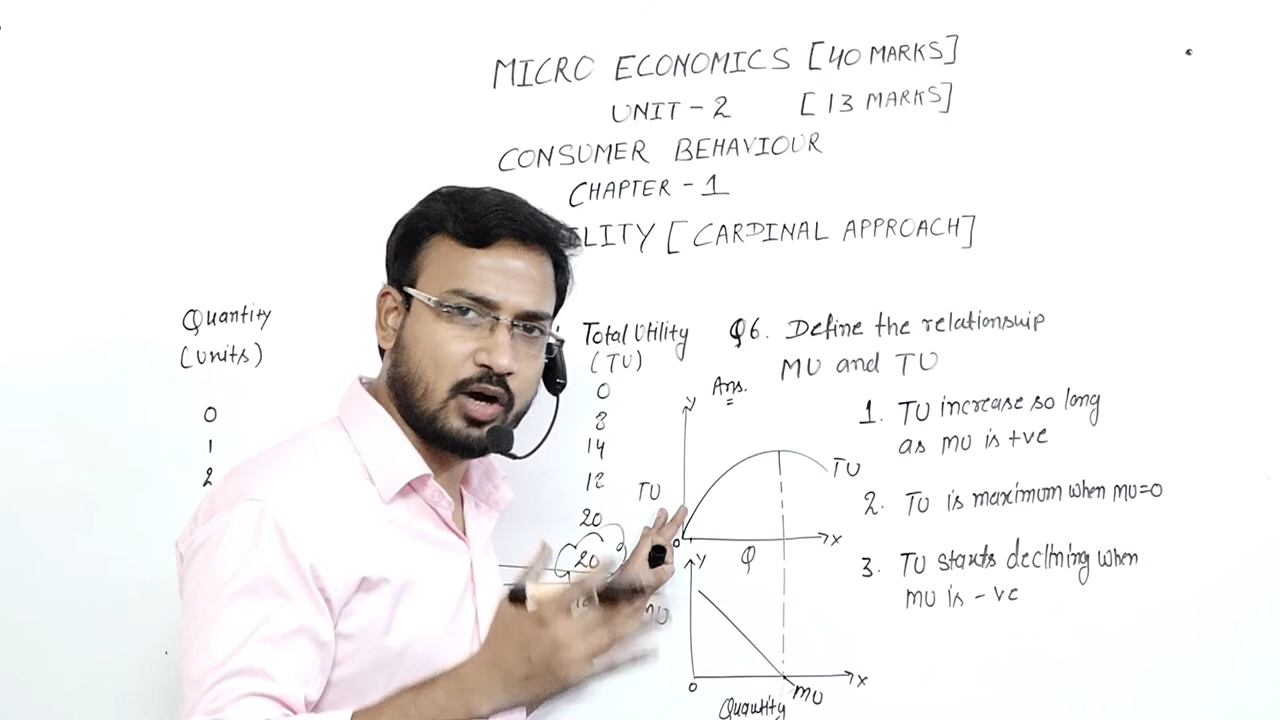 MICRO ECONOMICS [40 MARKS]
UNIT-2 [13 MARKS]
CONSUMER BEHAVIOUR
CHAPTER-1
ILITY [CARDINAL APPROACH]
Quantity
(Units)
0
1
2
Total Utility
(TU)
0
8
14
12
20
20
Q6. Define the relationship
MU and TU
Ans.
1. TU increase so long
as MU is +ve
2. TU is maximum when MU=0
3. TU starts declining when
MU is -ve
Y
TU
TU
0
Q
X
Y
MU
0
X
MU
Quantity